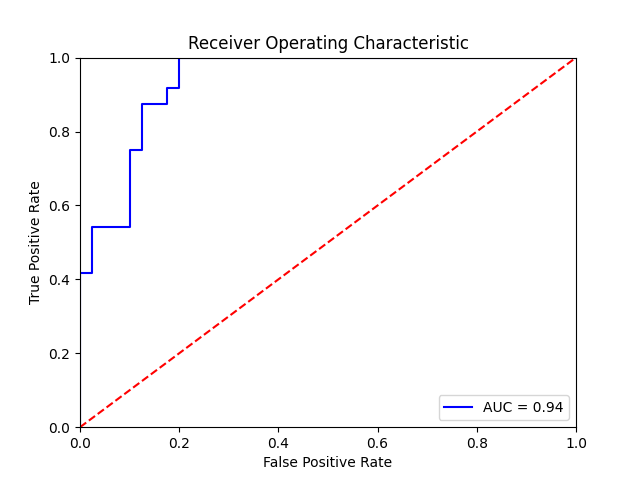 Receiver Operating Characteristic
True Positive Rate
1.0
0.8
0.6
0.4
0.2
0.0
AUC = 0.94
0.0 0.2 0.4 0.6 0.8 1.0
False Positive Rate